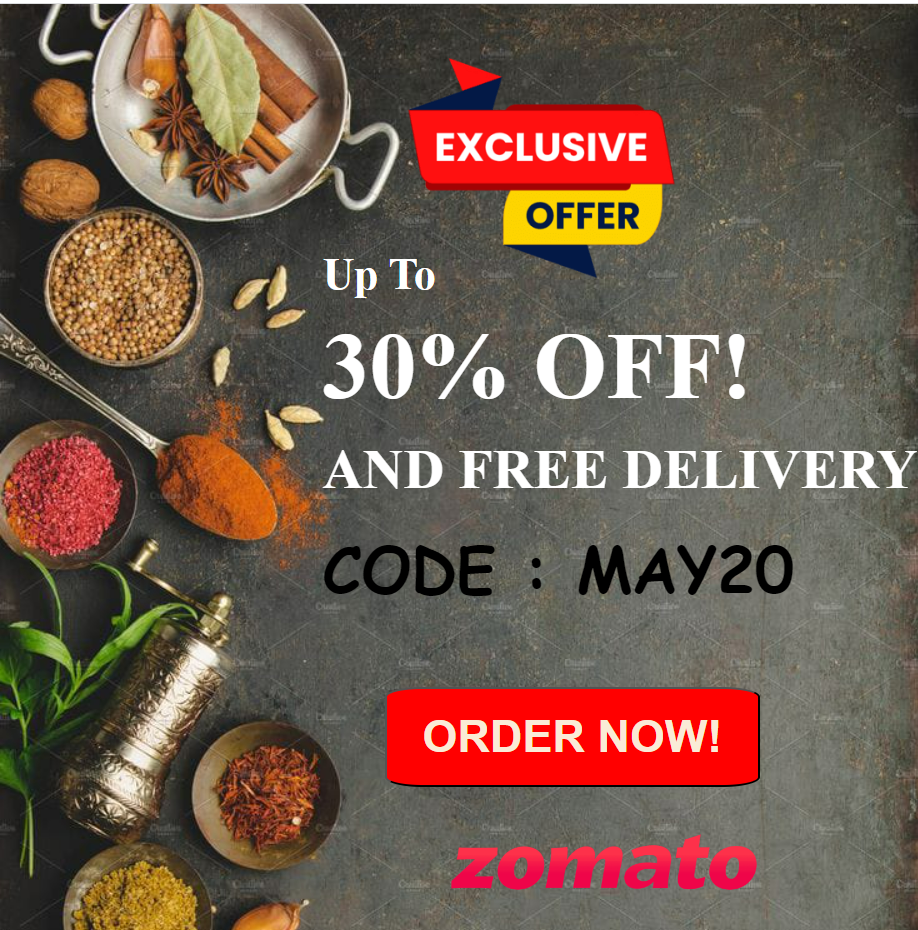 EXCLUSIVE
OFFER
Up To
30% OFF!
AND FREE DELIVERY
CODE : MAY20
ORDER NOW!
zomato